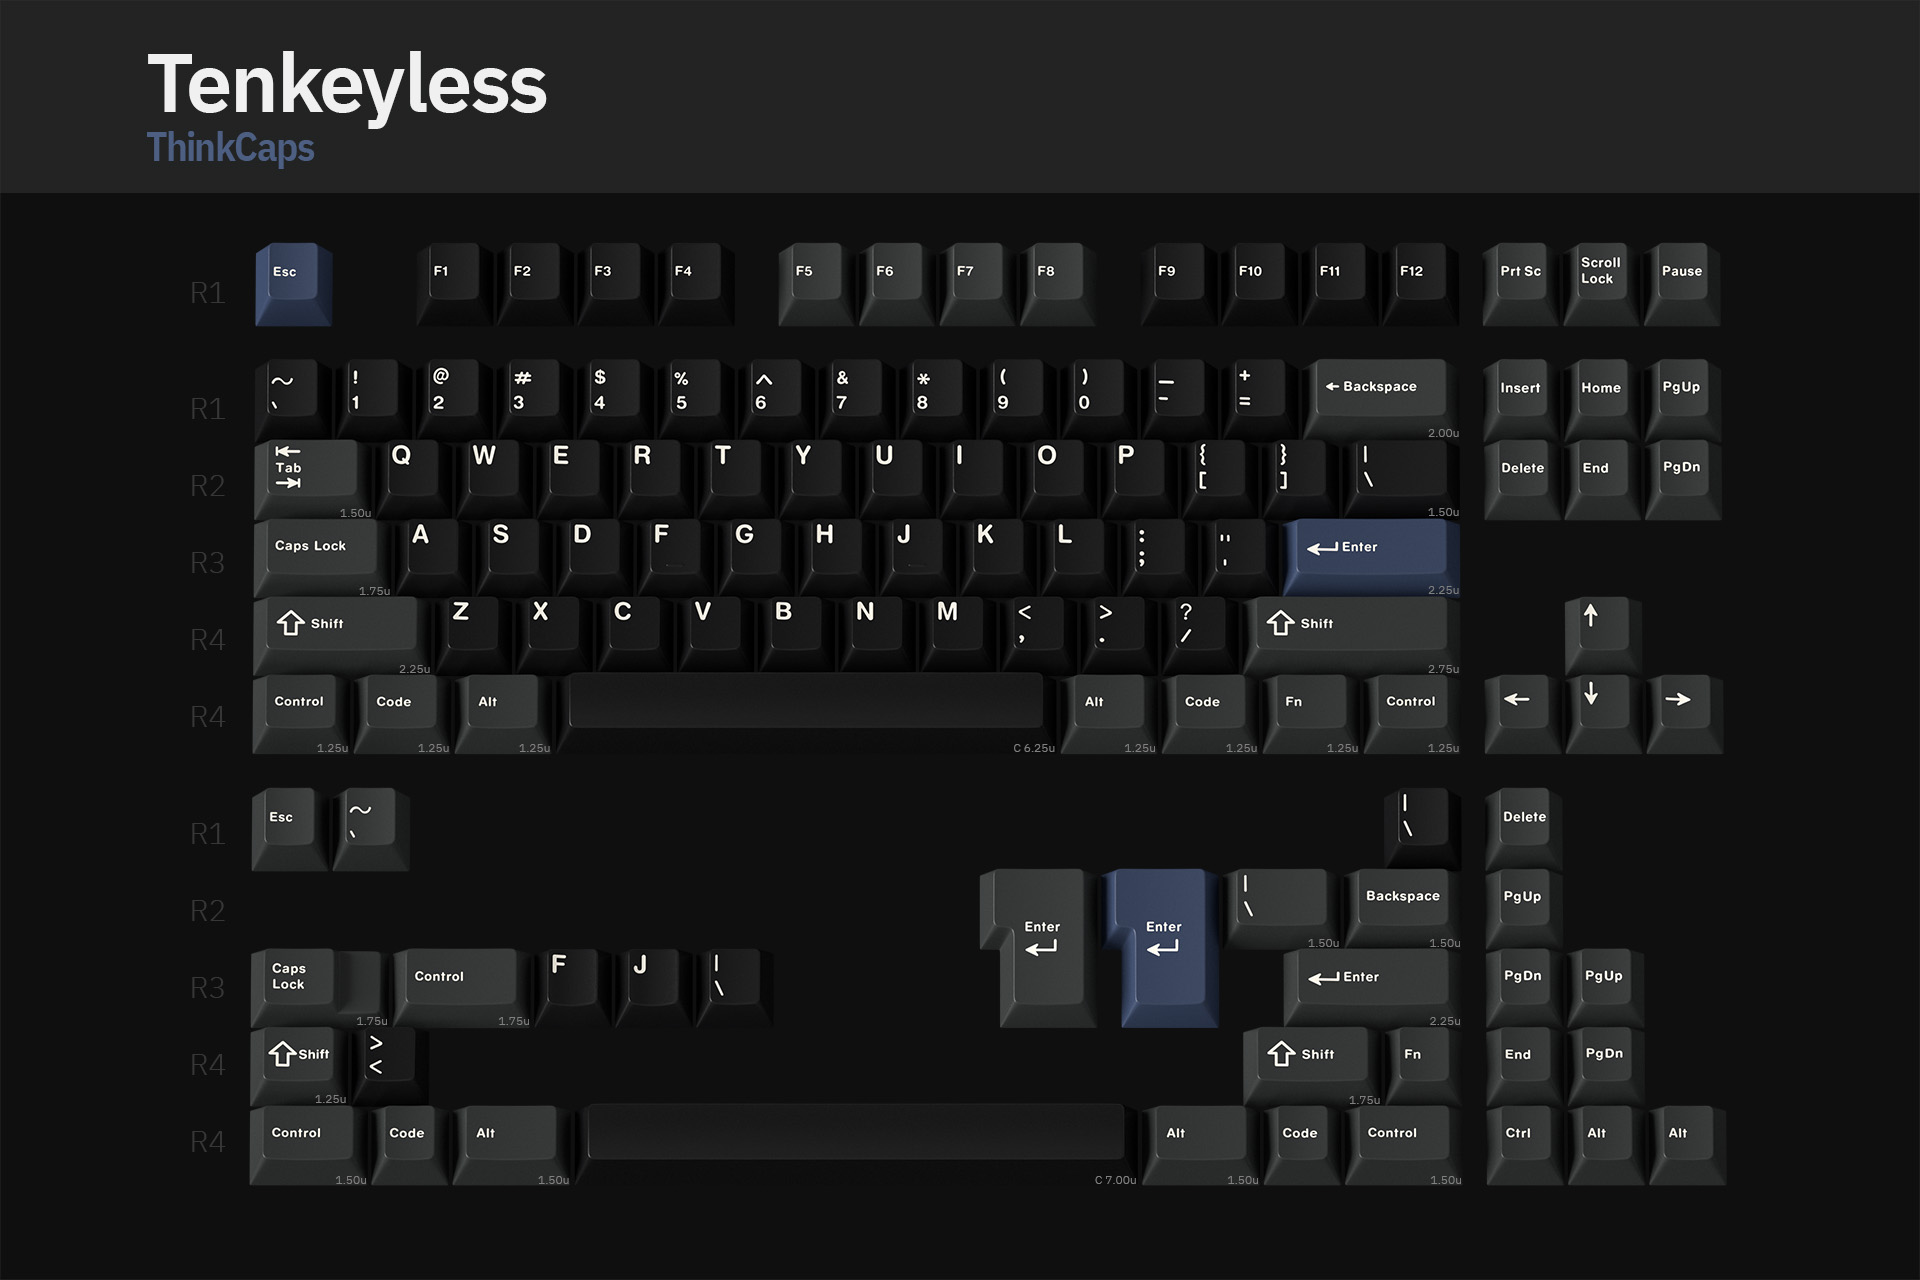 Tenkeyless
ThinkCaps
R1
Esc
F1
F2
F3
F4
F5
F6
F7
F8
F9
F10
F11
F12
Prt Sc
Scroll
Lock
Pause
R1
~
`
!
1
@
2
#
3
$
4
%
5
^
6
&
7
*
8
(
9
)
0
—
-
+
=
← Backspace
2.00u
Insert
Home
PgUp
R2
⇤
Tab
⇥
1.50u
Q
W
E
R
T
Y
U
I
O
P
{
[
}
]
|
\
1.50u
Delete
End
PgDn
R3
Caps Lock
1.75u
A
S
D
F
G
H
J
K
L
:
;
"
'
↵ Enter
2.25u
R4
⇧ Shift
2.25u
Z
X
C
V
B
N
M
<
,
>
.
?
/
⇧ Shift
2.75u
↑
R4
Control
1.25u
Code
1.25u
Alt
1.25u
C 6.25u
Alt
1.25u
Code
1.25u
Fn
1.25u
Control
1.25u
←
↓
→
R1
Esc
~
`
|
\
Delete
R2
Enter
↵
Enter
↵
|
\
1.50u
Backspace
1.50u
PgUp
R3
Caps
Lock
1.75u
Control
1.75u
F
J
|
\
↵ Enter
2.25u
PgDn
PgUp
R4
⇧ Shift
1.25u
>
<
⇧ Shift
1.75u
Fn
End
PgDn
R4
Control
1.50u
Code
Alt
1.50u
C 7.00u
Alt
1.50u
Code
Control
1.50u
Ctrl
Alt
Alt